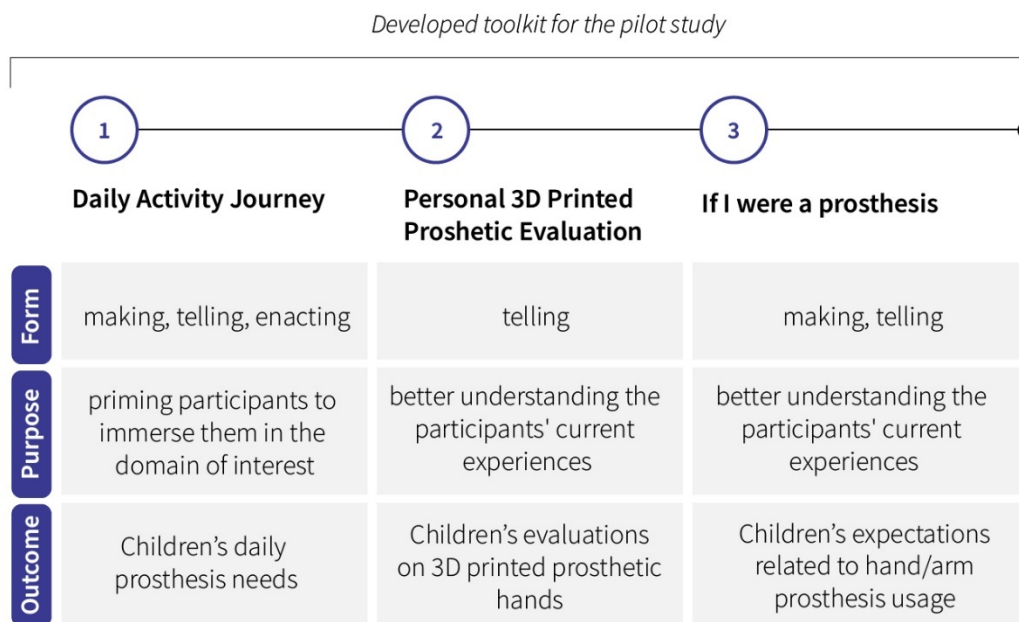 Developed toolkit for the pilot study
1
2
3
Daily Activity Journey
Personal 3D Printed
Proshetic Evaluation
If I were a prosthesis
Form
making, telling, enacting
telling
making, telling
Purpose
priming participants to
immerse them in the
domain of interest
better understanding the
participants' current
experiences
better understanding the
participants' current
experiences
Outcome
Children’s daily
prosthesis needs
Children’s evaluations
on 3D printed prosthetic
hands
Children’s expectations
related to hand/arm
prosthesis usage